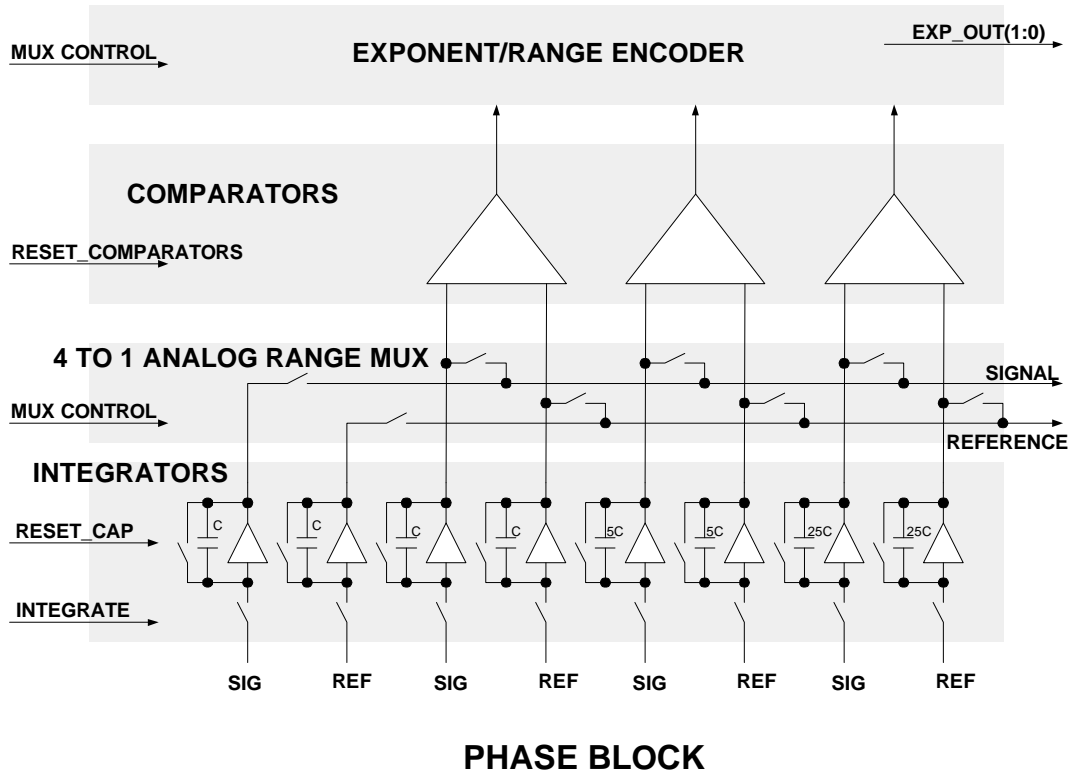 EXP_OUT(1:0)
MUX CONTROL
EXPONENT/RANGE ENCODER
COMPARATORS
RESET_COMPARATORS
4 TO 1 ANALOG RANGE MUX
SIGNAL
MUX CONTROL
REFERENCE
INTEGRATORS
RESET_CAP
C C C C 5C 5C 25C 25C
INTEGRATE
SIG REF SIG REF SIG REF SIG REF
PHASE BLOCK